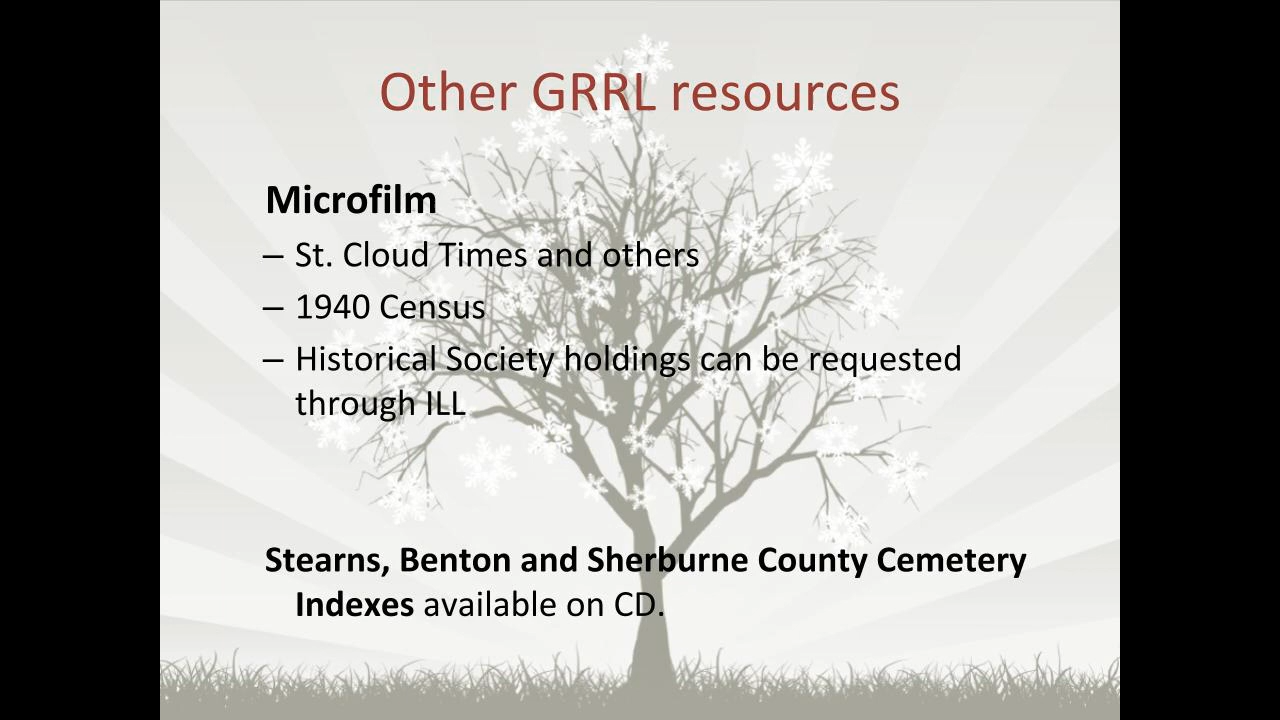 Other GRRL resources
Microfilm
– St. Cloud Times and others
– 1940 Census
– Historical Society holdings can be requested
through ILL
Stearns, Benton and Sherburne County Cemetery
Indexes available on CD.